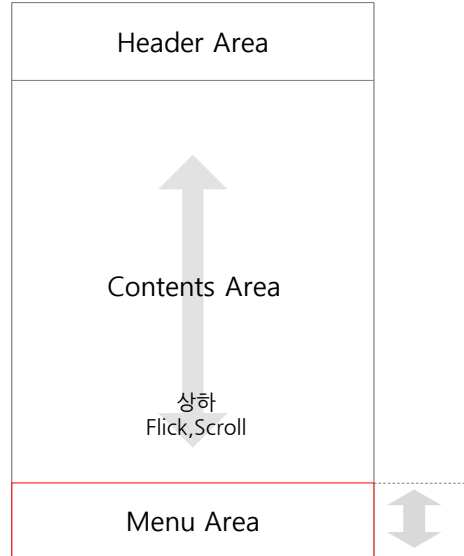 Header Area
Contents Area
상하
Flick,Scroll
Menu Area